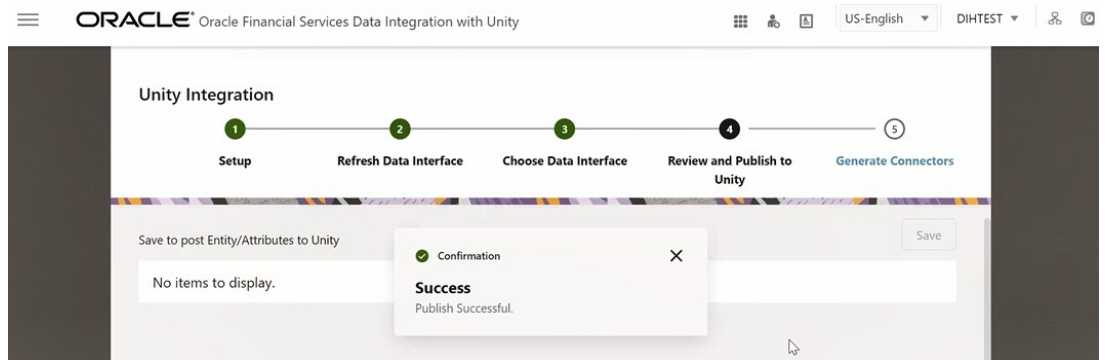 ORACLE® Oracle Financial Services Data Integration with Unity
US-English
DIHTEST
Unity Integration
1
2
3
4
5
Setup
Refresh Data Interface
Choose Data Interface
Review and Publish to
Unity
Generate Connectors
Save to post Entity/Attributes to Unity
Save
Confirmation
No items to display.
Success
Publish Successful.